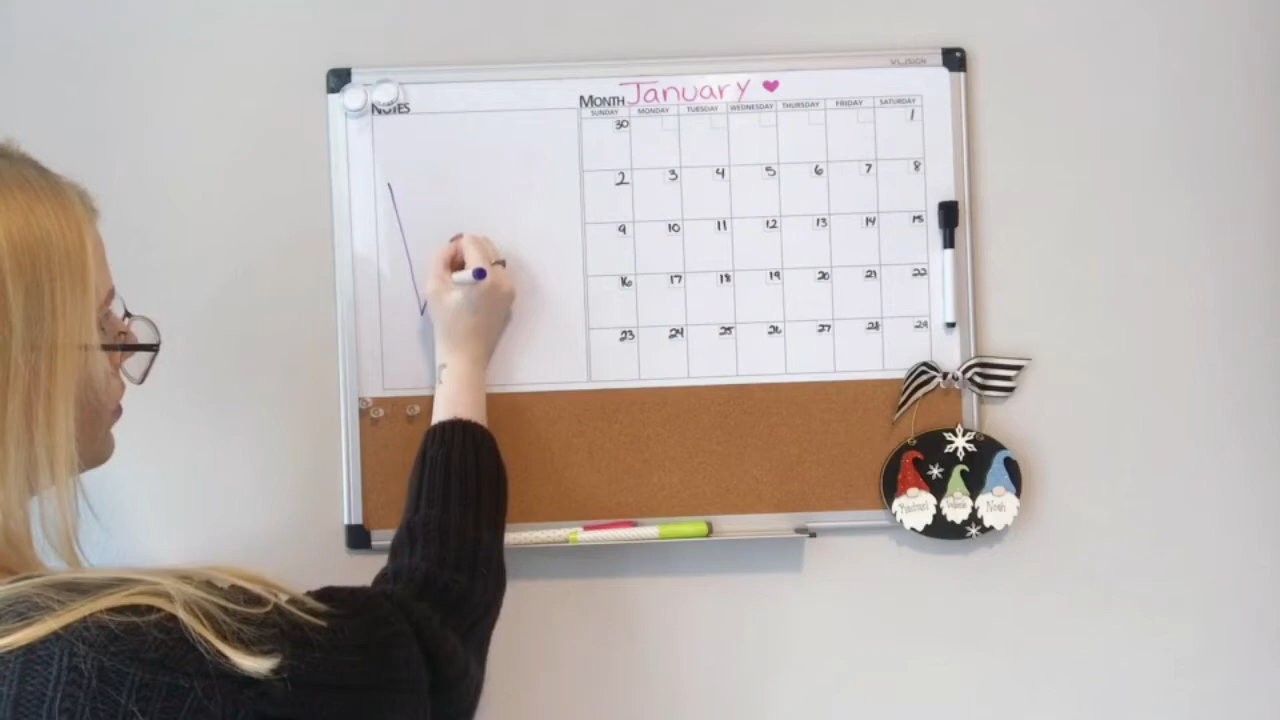 NOTES
MONTH January
SUNDAY MONDAY TUESDAY WEDNESDAY THURSDAY FRIDAY SATURDAY
30 1
2 3 4 5 6 7 8
9 10 11 12 13 14 15
16 17 18 19 20 21 22
23 24 25 26 27 28 29
Noah